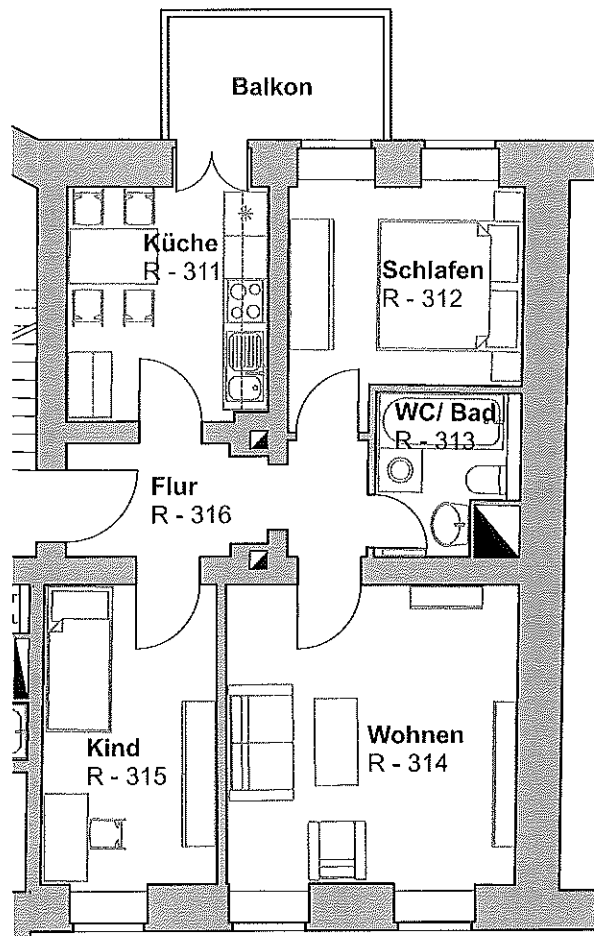 Balkon
Küche
R - 311
Schlafen
R - 312
WC/ Bad
R - 313
Flur
R - 316
Kind
R - 315
Wohnen
R - 314